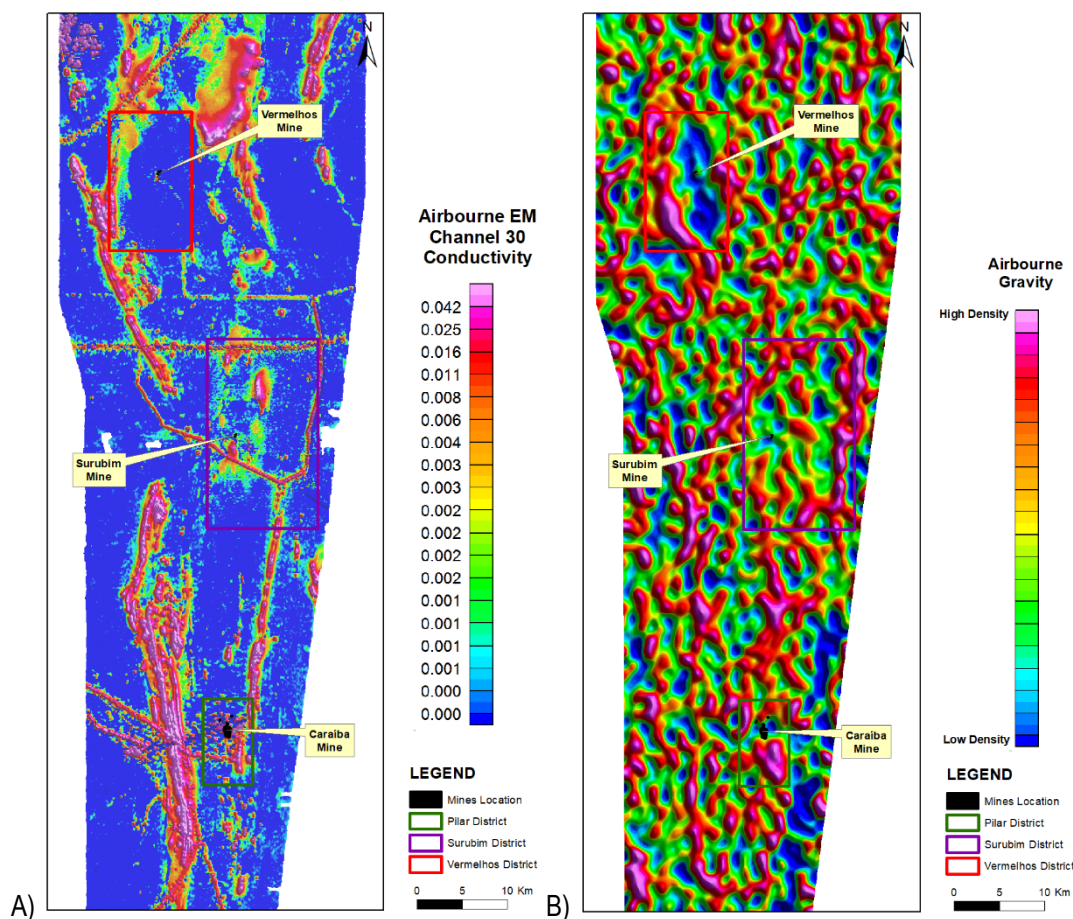 N
Vermelhos
Mine
Surubim
Mine
Caraiba
Mine
Airbourne EM
Channel 30
Conductivity
0.042
0.025
0.016
0.011
0.008
0.006
0.004
0.003
0.003
0.002
0.002
0.002
0.002
0.001
0.001
0.001
0.001
0.000
0.000
LEGEND
Mines Location
Pilar District
Surubim District
Vermelhos District
0 5 10 Km
A)
N
Vermelhos
Mine
Surubim
Mine
Caraiba
Mine
Airbourne
Gravity
High Density
Low Density
LEGEND
Mines Location
Pilar District
Surubim District
Vermelhos District
0 5 10 Km
B)